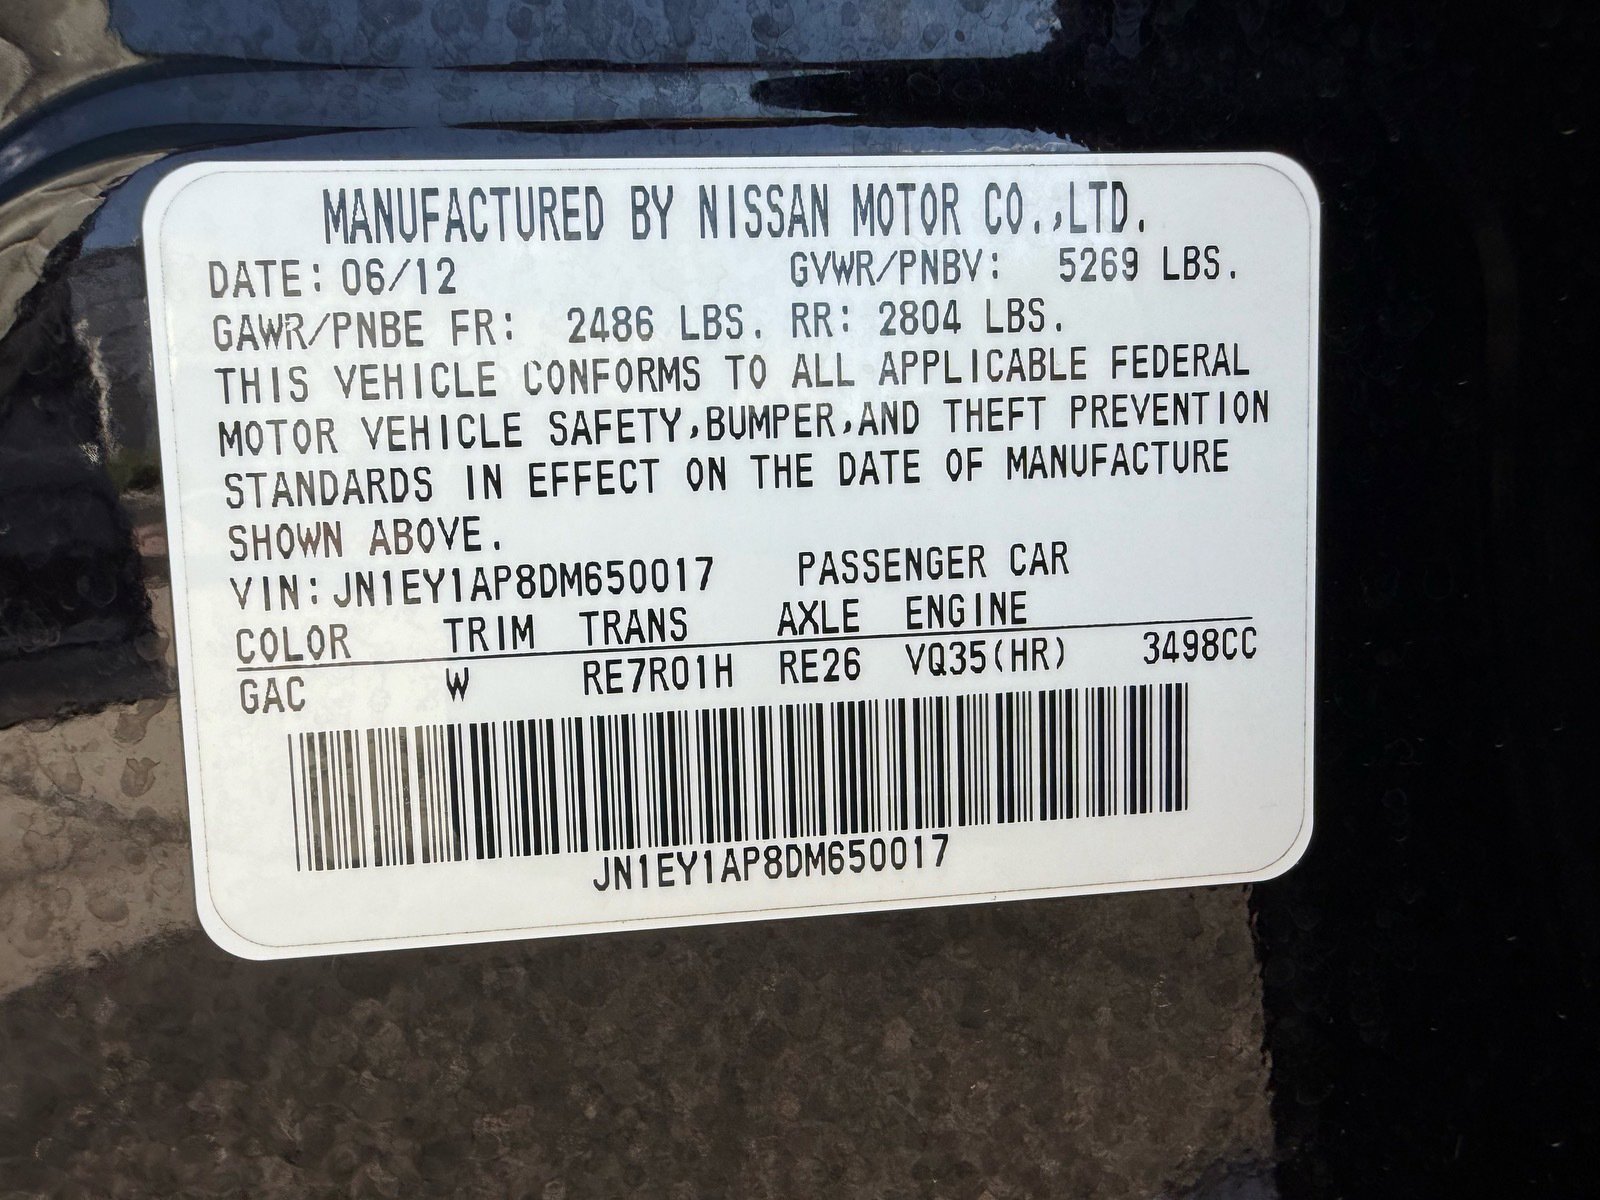 MANUFACTURED BY NISSAN MOTOR CO.,LTD.
DATE: 06/12 GVWR/PNBV: 5269 LBS.
GAWR/PNBE FR: 2486 LBS. RR: 2804 LBS.
THIS VEHICLE CONFORMS TO ALL APPLICABLE FEDERAL
MOTOR VEHICLE SAFETY,BUMPER,AND THEFT PREVENTION
STANDARDS IN EFFECT ON THE DATE OF MANUFACTURE
SHOWN ABOVE.
VIN: JN1EY1AP8DM650017 PASSENGER CAR
COLOR TRIM TRANS AXLE ENGINE
GAC W RE7R01H RE26 VQ35(HR) 3498CC
JN1EY1AP8DM650017